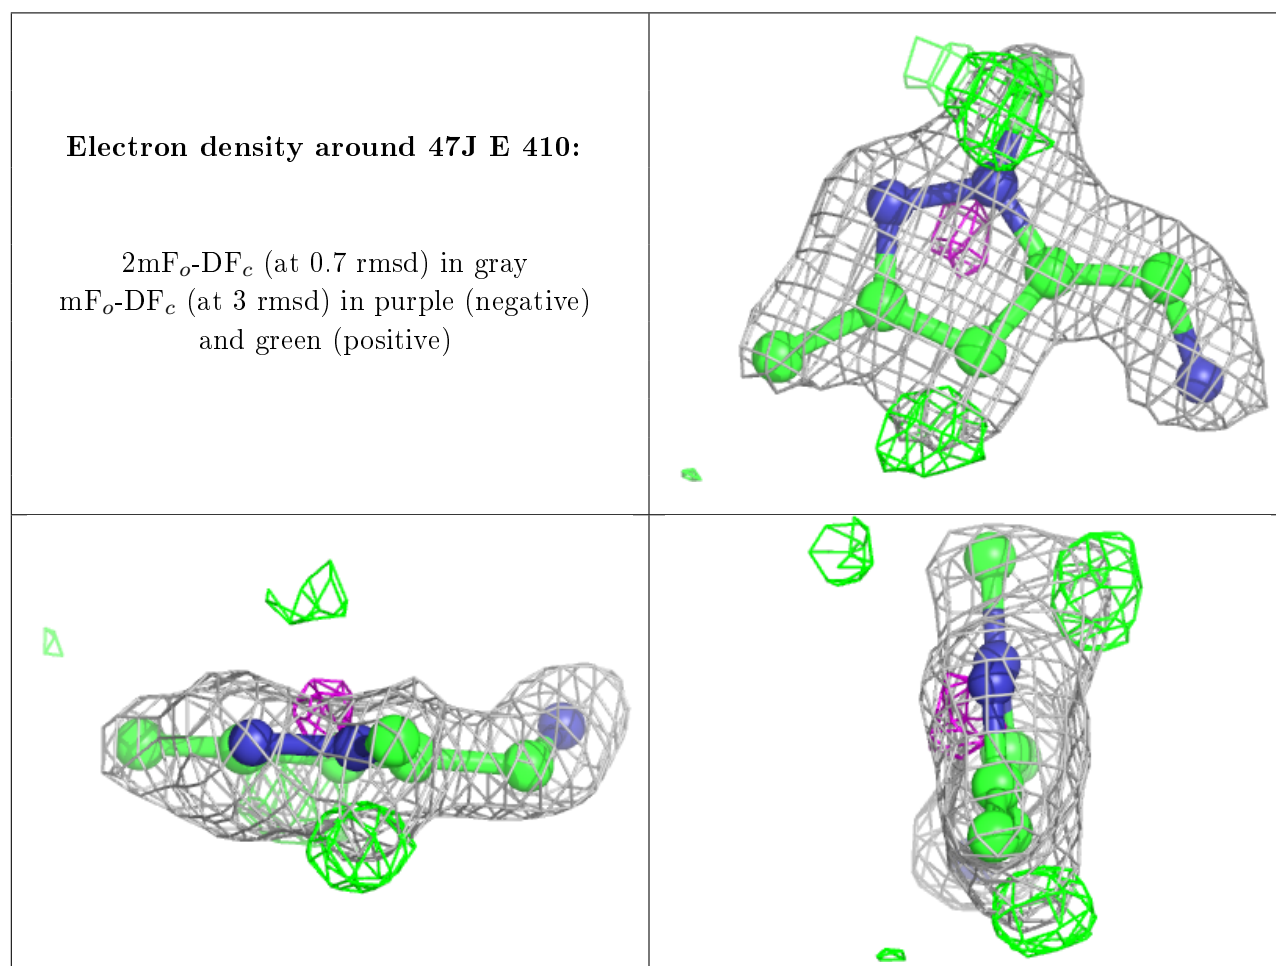 Electron density around 47J E 410:
2mFo-DFc (at 0.7 rmsd) in gray
mFo-DFc (at 3 rmsd) in purple (negative)
and green (positive)